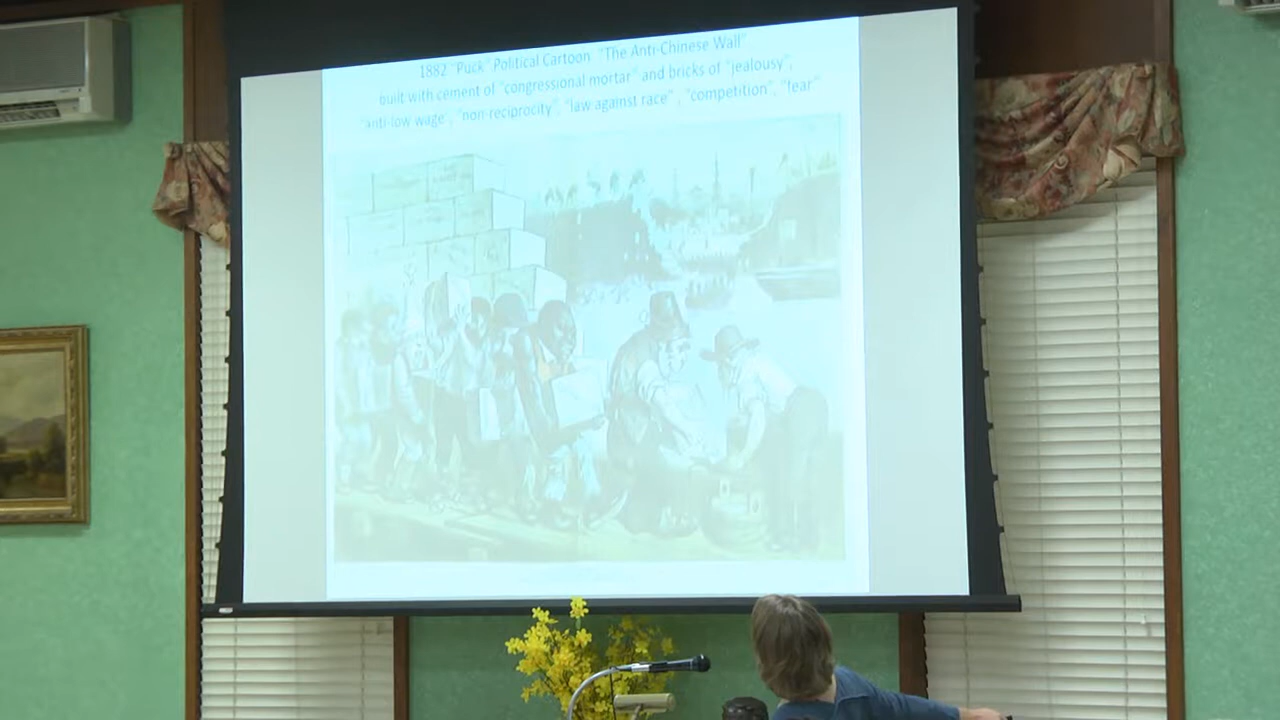 1882 "Puck" Political Cartoon "The Anti-Chinese Wall"
built with cement of "congressional mortar" and bricks of "jealousy",
"anti-low wage", "non reciprocity", "law against race" , "competition", "fear"